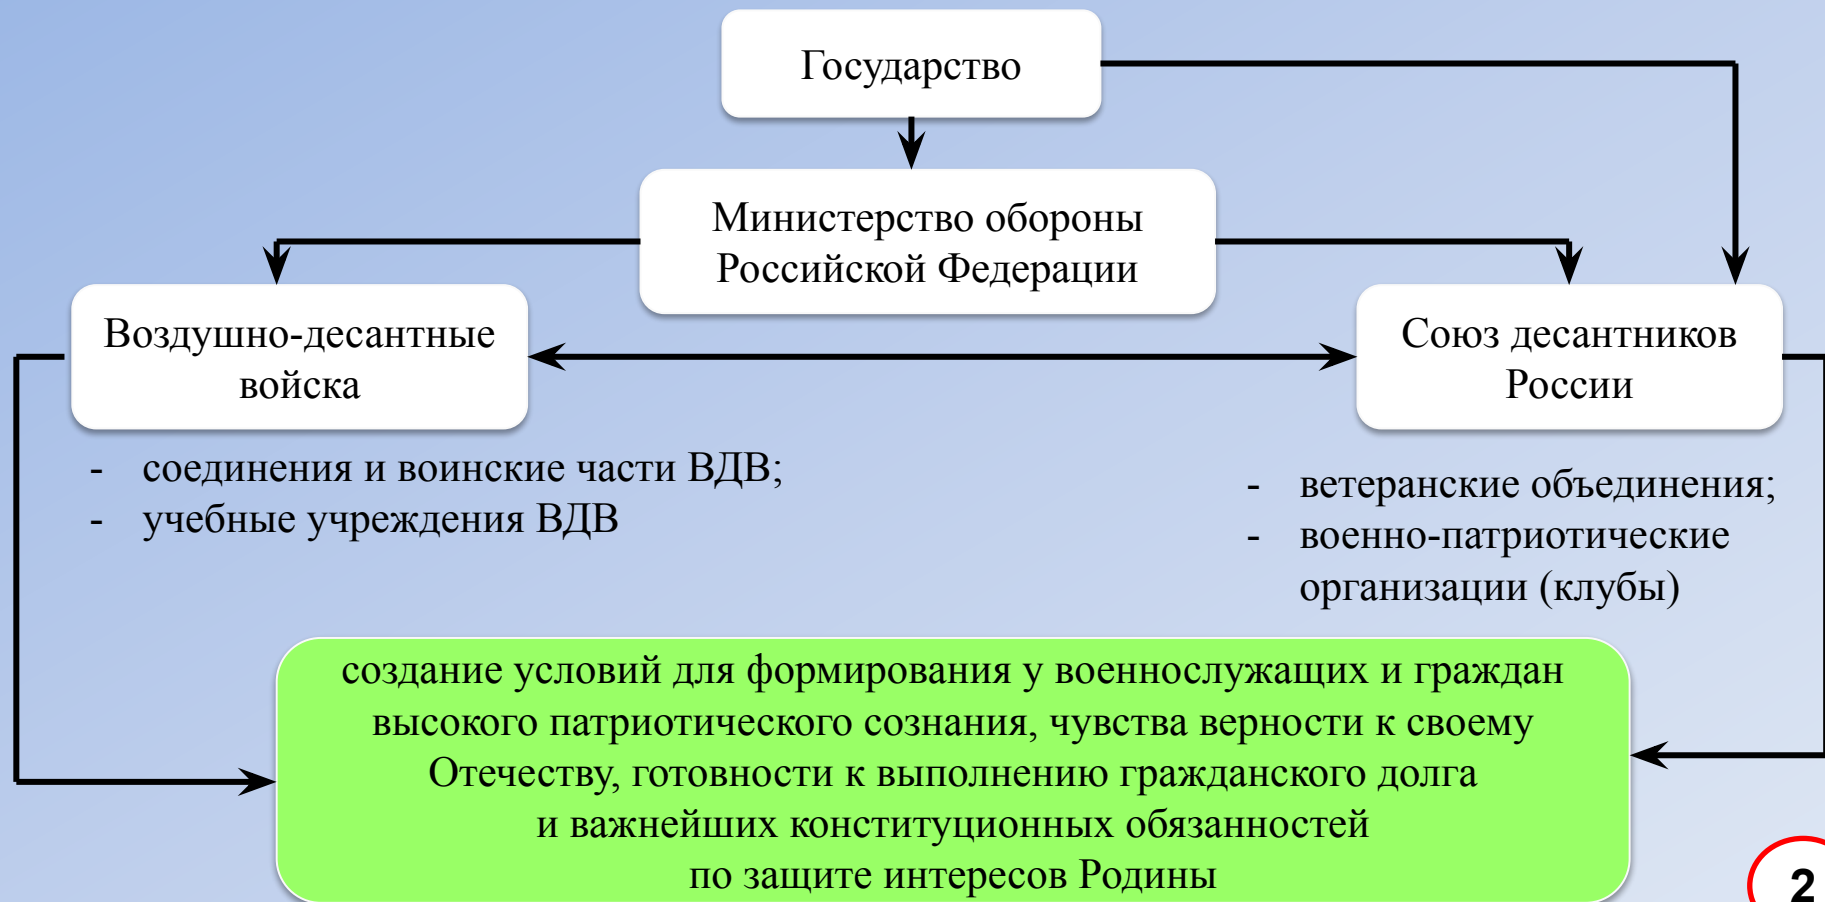 Государство
Министерство обороны
Российской Федерации
Воздушно-десантные
войска
Союз десантников
России
- соединения и воинские части ВДВ;
- учебные учреждения ВДВ
- ветеранские объединения;
- военно-патриотические
организации (клубы)
создание условий для формирования у военнослужащих и граждан
высокого патриотического сознания, чувства верности к своему
Отечеству, готовности к выполнению гражданского долга
и важнейших конституционных обязанностей
по защите интересов Родины
2